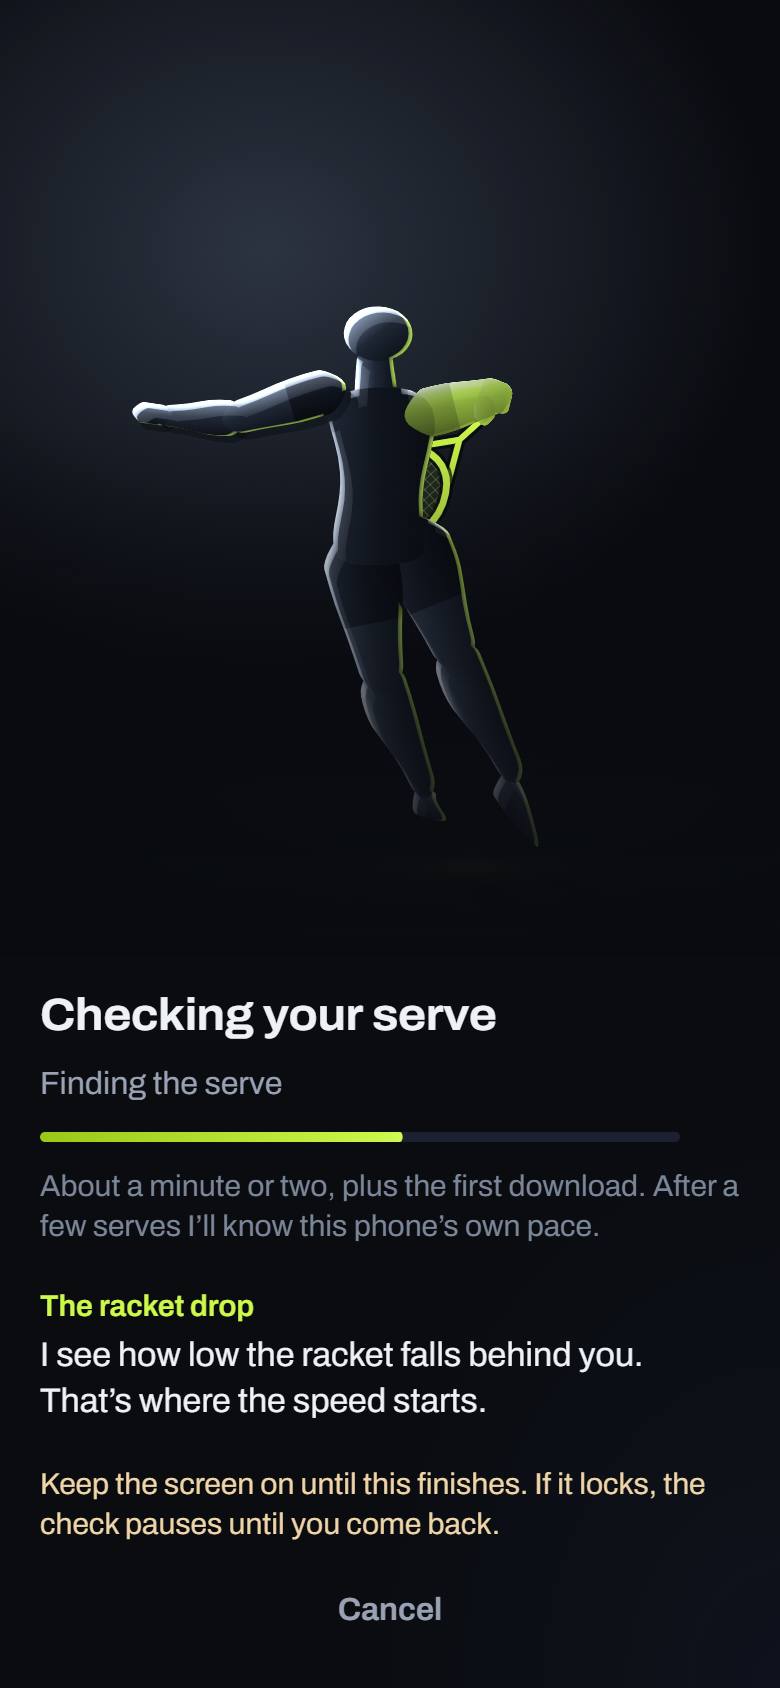 Checking your serve
Finding the serve
About a minute or two, plus the first download. After a
few serves I’ll know this phone’s own pace.
The racket drop
I see how low the racket falls behind you.
That’s where the speed starts.
Keep the screen on until this finishes. If it locks, the
check pauses until you come back.
Cancel